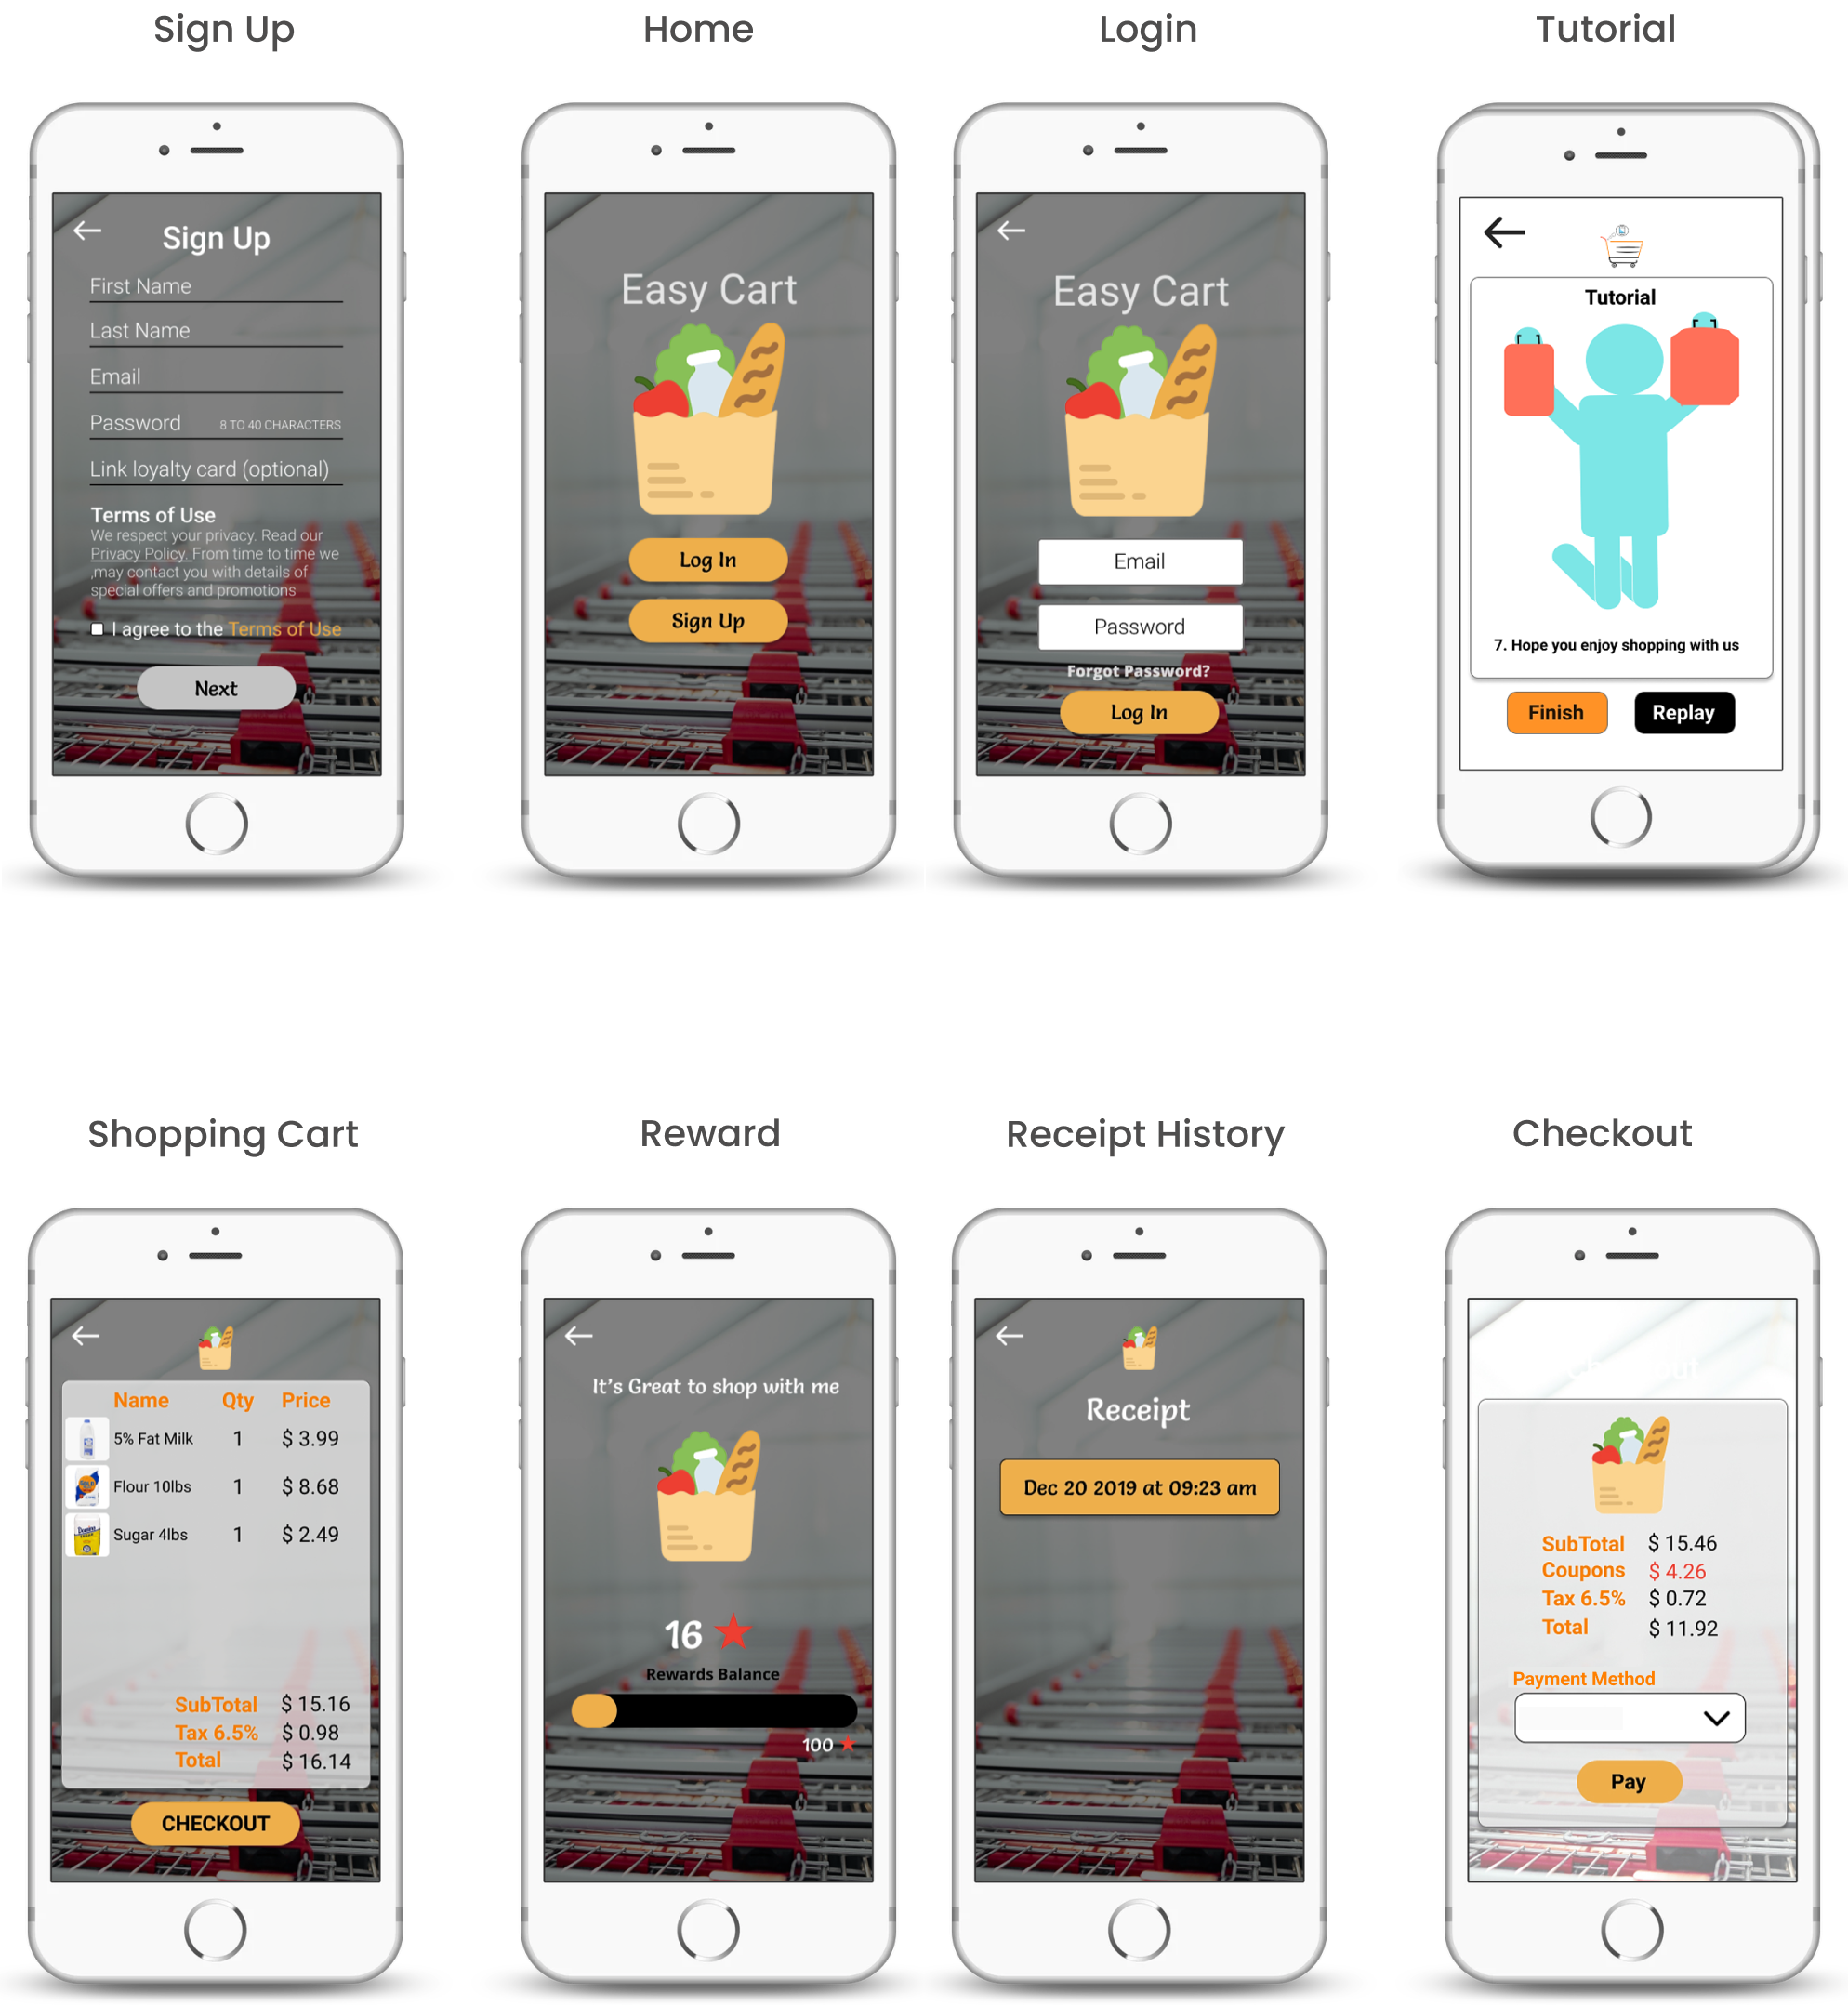 Sign Up
Home
Login
Tutorial
Sign Up
First Name
Last Name
Email
Password 8 TO 40 CHARACTERS
Link loyalty card (optional)
Terms of Use
We respect your privacy. Read our
Privacy Policy. From time to time we
,may contact you with details of
special offers and promotions
I agree to the Terms of Use
Next
Easy Cart
Log In
Sign Up
Easy Cart
Email
Password
Forgot Password?
Log In
Tutorial
7. Hope you enjoy shopping with us
Finish Replay
Shopping Cart
Reward
Receipt History
Checkout
Name Qty Price
5% Fat Milk 1 $ 3.99
Flour 10lbs 1 $ 8.68
Sugar 4lbs 1 $ 2.49
SubTotal $ 15.16
Tax 6.5% $ 0.98
Total $ 16.14
CHECKOUT
It's Great to shop with me
16
Rewards Balance
100
Receipt
Dec 20 2019 at 09:23 am
SubTotal $ 15.46
Coupons $ 4.26
Tax 6.5% $ 0.72
Total $ 11.92
Payment Method
Pay